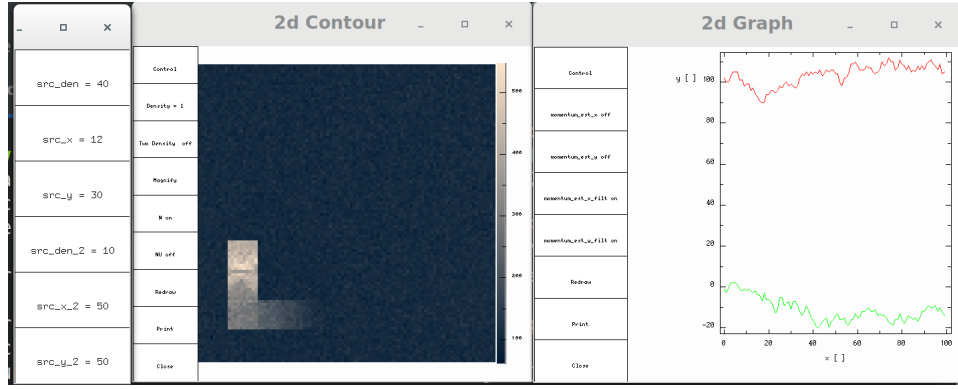 src_den = 40
src_x = 12
src_y = 30
src_den_2 = 10
src_x_2 = 50
src_y_2 = 50
2d Contour
Control
Density = 1
Two Density off
Magnify
N on
NU off
Redraw
Print
Close
500
400
300
200
100
2d Graph
Control
momentum_est_x off
momentum_est_y off
momentum_est_x_filt on
momentum_est_y_filt on
Redraw
Print
Close
y [ ]
100
80
60
40
20
0
-20
0 20 40 60 80 100
x [ ]